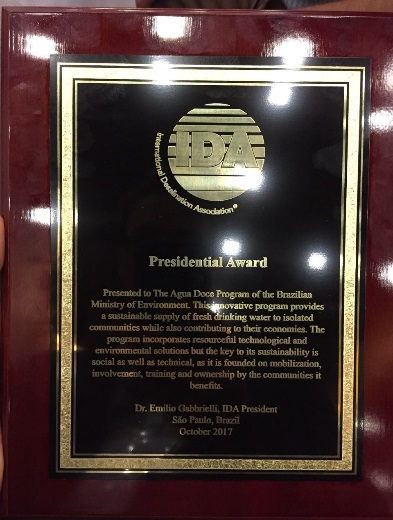 IDA
International Desalination Association®
Presidential Award
Presented to The Agua Doce Program of the Brazilian
Ministry of Environment. This innovative program provides
a sustainable supply of fresh drinking water to isolated
communities while also contributing to their economies. The
program incorporates resourceful technological and
environmental solutions but the key to its sustainability is
social as well as technical, as it is founded on mobilization,
involvement, training and ownership by the communities it
benefits.
Dr. Emilio Gabbrielli, IDA President
São Paulo, Brazil
October 2017